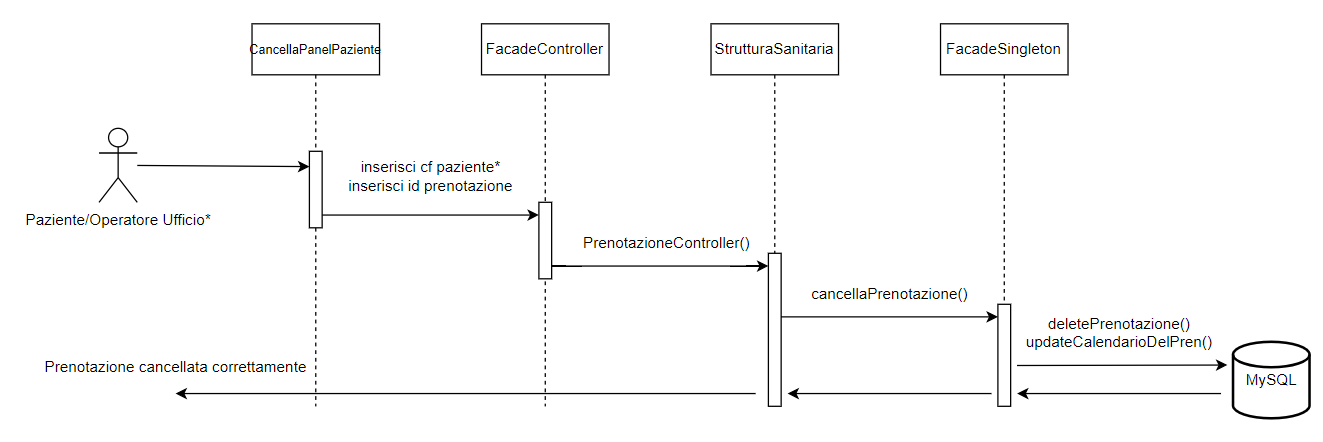 CancellaPanelPaziente
FacadeController
StrutturaSanitaria
FacadeSingleton
inserisci cf paziente*
inserisci id prenotazione
Paziente/Operatore Ufficio*
PrenotazioneController()
cancellaPrenotazione()
deletePrenotazione()
updateCalendarioDelPren()
Prenotazione cancellata correttamente
MySQL